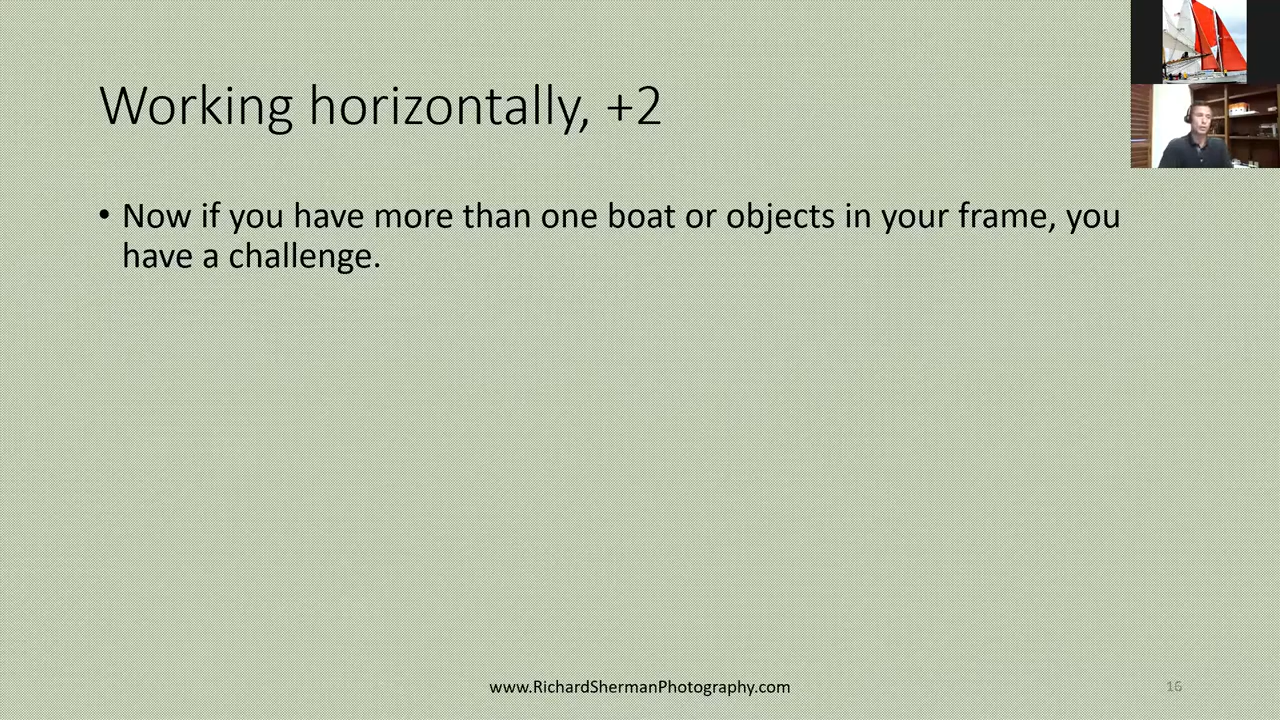 Working horizontally, +2
• Now if you have more than one boat or objects in your frame, you
have a challenge.
www.RichardShermanPhotography.com
16